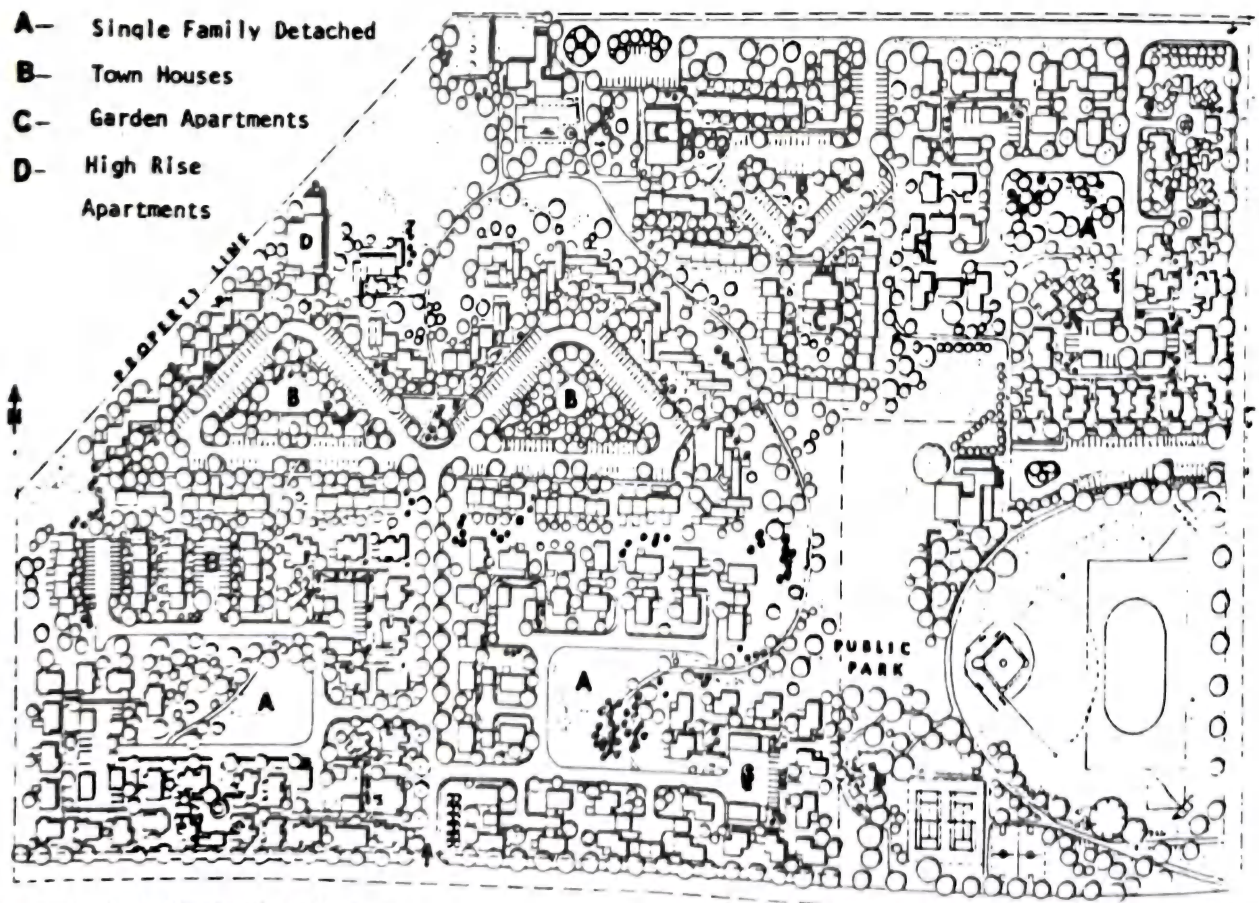 A— Single Family Detached
B— Town Houses
C— Garden Apartments
D- High Rise
Apartments
PROPERTY LINE
N
D
C
B
A
C
B
B
B
A
A
PUBLIC
PARK